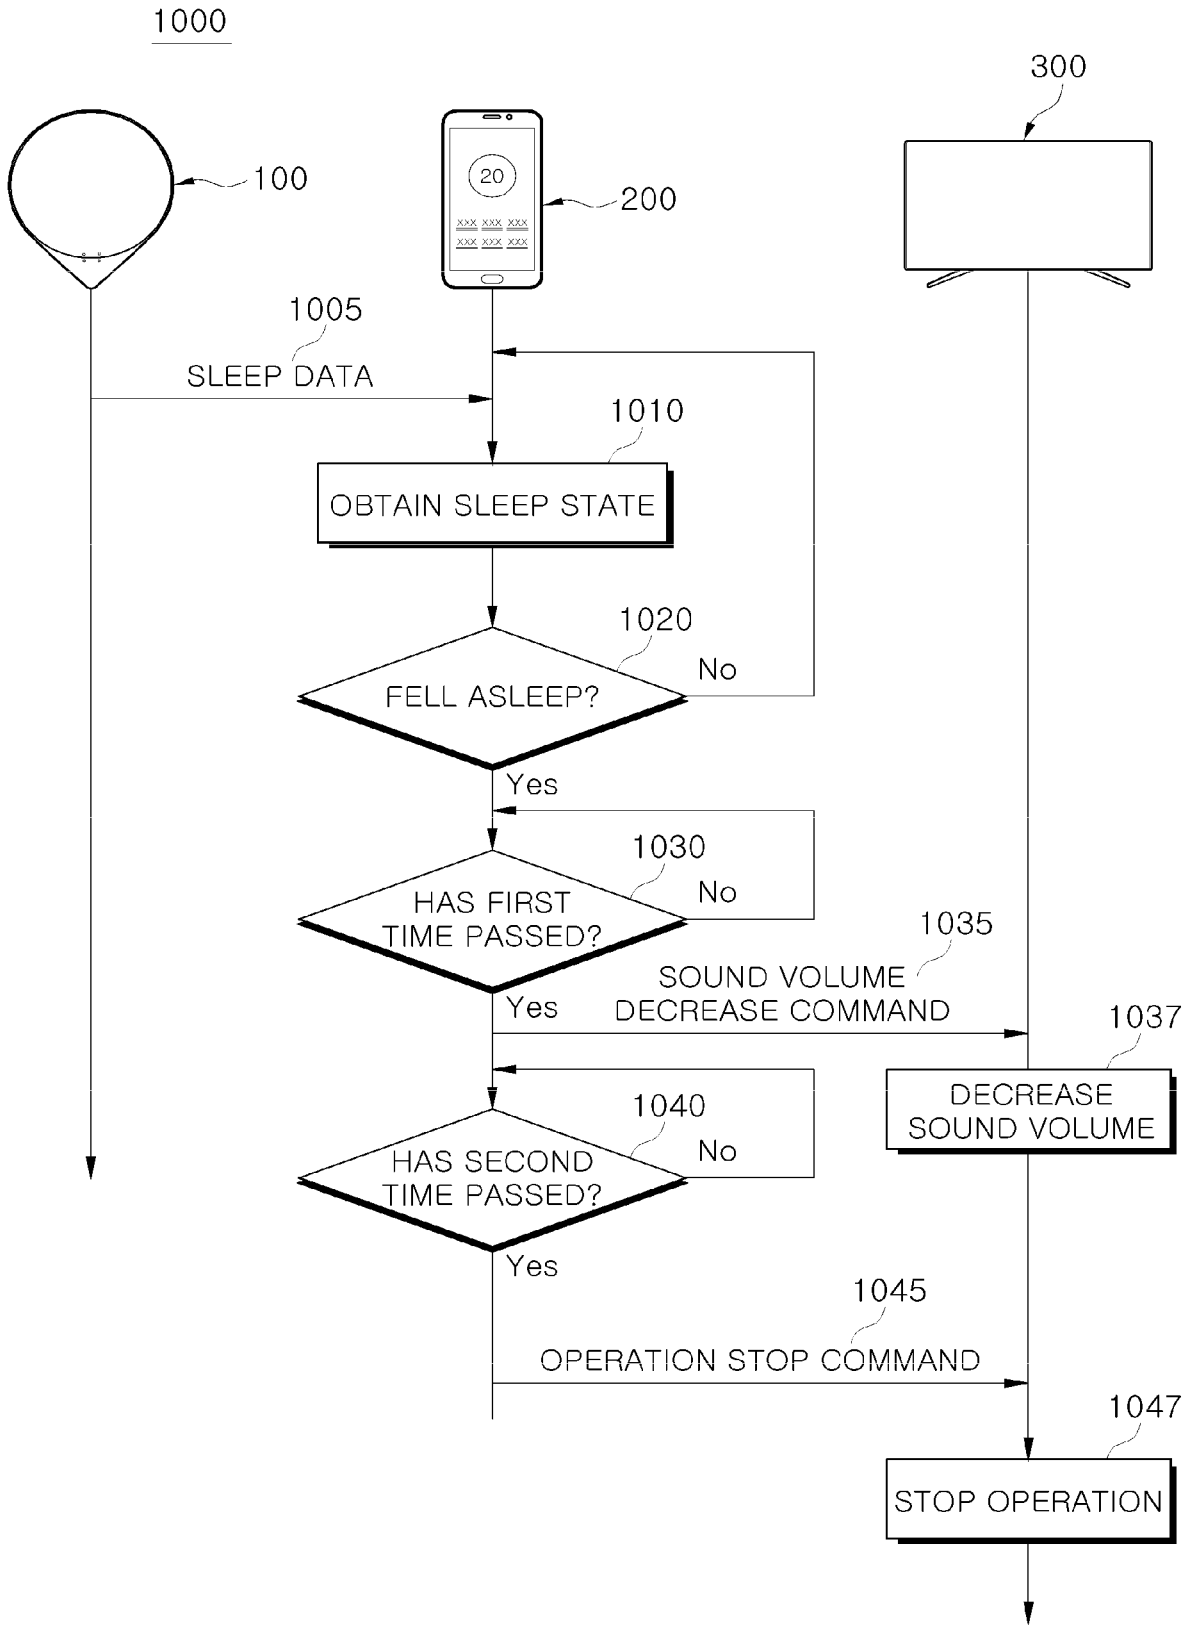 1000
300
100
20
200
XXX XXX XXX
XXX XXX XXX
1005
SLEEP DATA
1010
OBTAIN SLEEP STATE
1020
No
FELL ASLEEP?
Yes
1030
No
HAS FIRST
TIME PASSED?
Yes
1035
SOUND VOLUME
DECREASE COMMAND
1037
DECREASE
SOUND VOLUME
1040
No
HAS SECOND
TIME PASSED?
Yes
1045
OPERATION STOP COMMAND
1047
STOP OPERATION